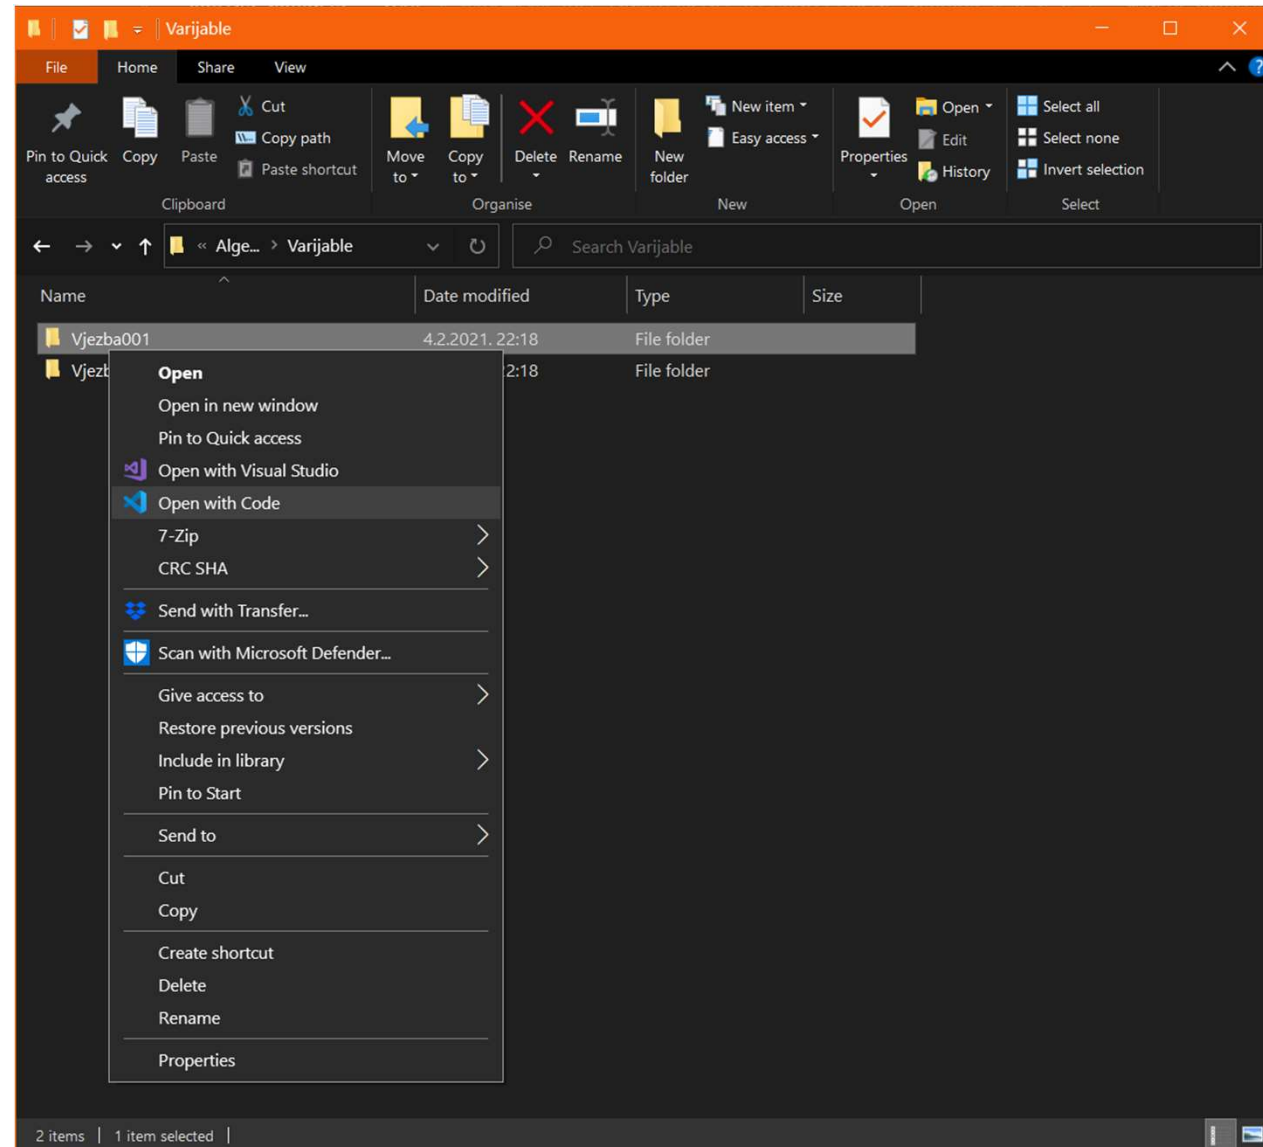 Varijable
File Home Share View
Pin to Quick access
Copy
Paste
Cut
Copy path
Paste shortcut
Clipboard
Move to
Copy to
Delete
Rename
Organise
New folder
New item
Easy access
New
Properties
Open
Edit
History
Open
Select all
Select none
Invert selection
Select
« Alge... > Varijable
Search Varijable
Name Date modified Type Size
Vjezba001 4.2.2021. 22:18 File folder
2:18 File folder
Open
Open in new window
Pin to Quick access
Open with Visual Studio
Open with Code
7-Zip
CRC SHA
Send with Transfer...
Scan with Microsoft Defender...
Give access to
Restore previous versions
Include in library
Pin to Start
Send to
Cut
Copy
Create shortcut
Delete
Rename
Properties
2 items | 1 item selected |